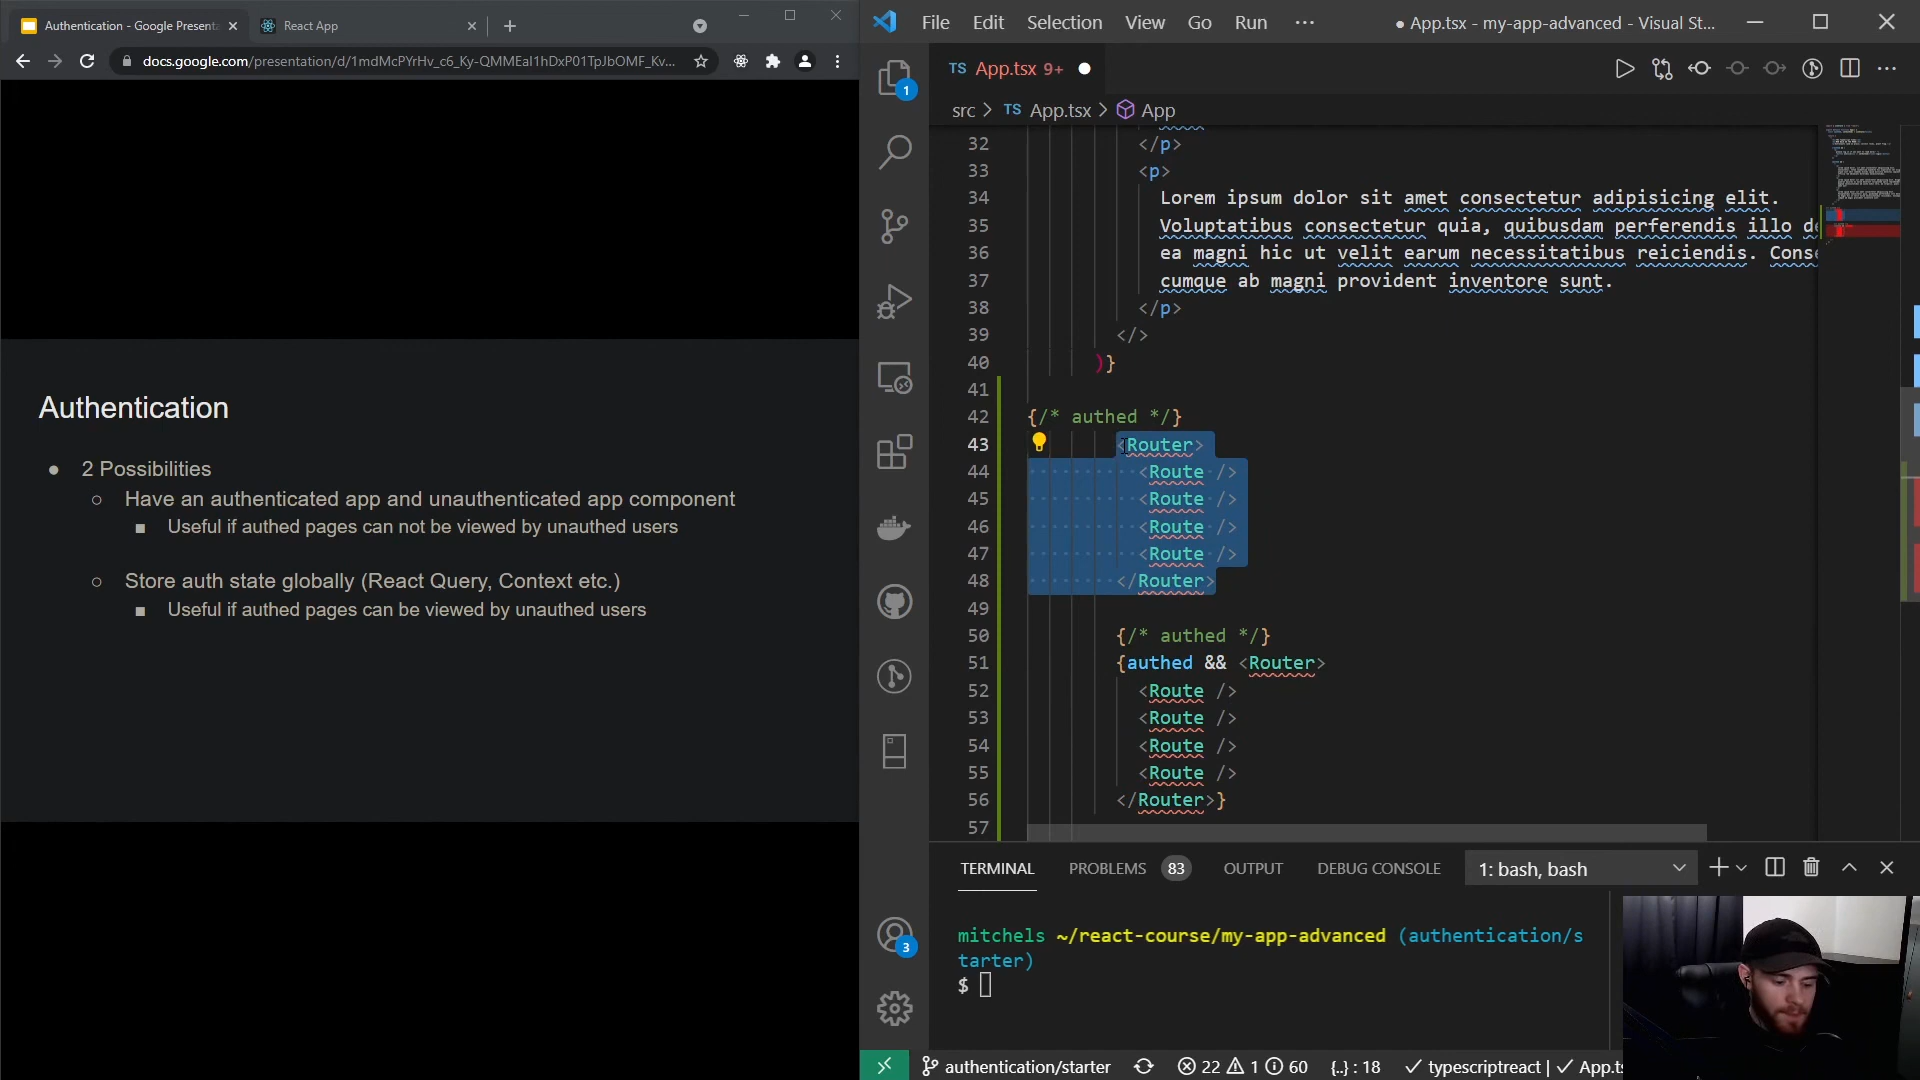 Authentication - Google Present
React App
docs.google.com/presentation/d/1mdMcPYrHv_c6_Ky-QMMEal1hDxP01TpJbOMF_Kv...
Authentication
2 Possibilities
Have an authenticated app and unauthenticated app component
Useful if authed pages can not be viewed by unauthed users
Store auth state globally (React Query, Context etc.)
Useful if authed pages can be viewed by unauthed users
File Edit Selection View Go Run ···
● App.tsx - my-app-advanced - Visual St...
TS App.tsx 9+ ●
src > TS App.tsx > App
32 </p>
33 <p>
34 Lorem ipsum dolor sit amet consectetur adipisicing elit.
35 Voluptatibus consectetur quia, quibusdam perferendis illo de
36 ea magni hic ut velit earum necessitatibus reiciendis. Conse
37 cumque ab magni provident inventore sunt.
38 </p>
39 </>
40 )}
41
42 {/* authed */}
43 <Router>
44 <Route />
45 <Route />
46 <Route />
47 <Route />
48 </Router>
49
50 {/* authed */}
51 {authed && <Router>
52 <Route />
53 <Route />
54 <Route />
55 <Route />
56 </Router>}
57
1
3
TERMINAL PROBLEMS 83 OUTPUT DEBUG CONSOLE 1: bash, bash
mitchels ~/react-course/my-app-advanced (authentication/s
tarter)
$
authentication/starter 22 1 60 {..} : 18 typescriptreact | App.ts